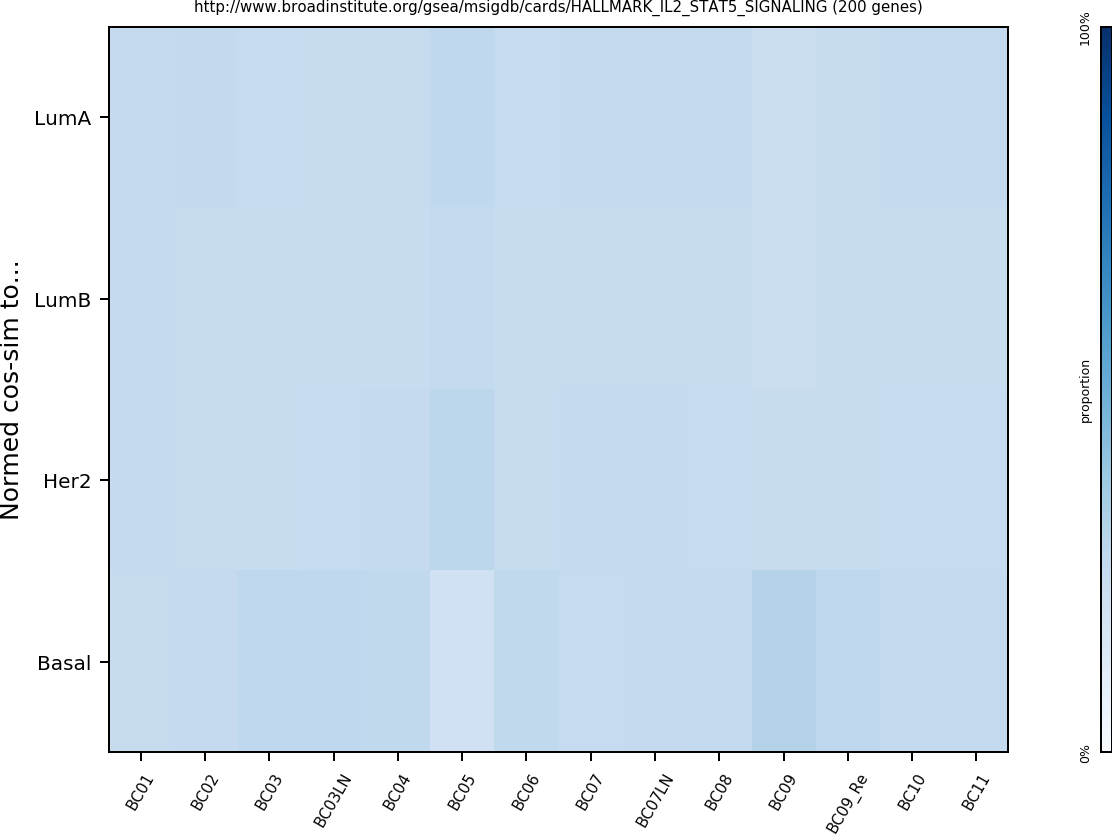 http://www.broadinstitute.org/gsea/msigdb/cards/HALLMARK_IL2_STAT5_SIGNALING (200 genes)
Normed cos-sim to...
LumA
LumB
Her2
Basal
BC01
BC02
BC03
BC03LN
BC04
BC05
BC06
BC07
BC07LN
BC08
BC09
BC09_Re
BC10
BC11
100%
proportion
0%